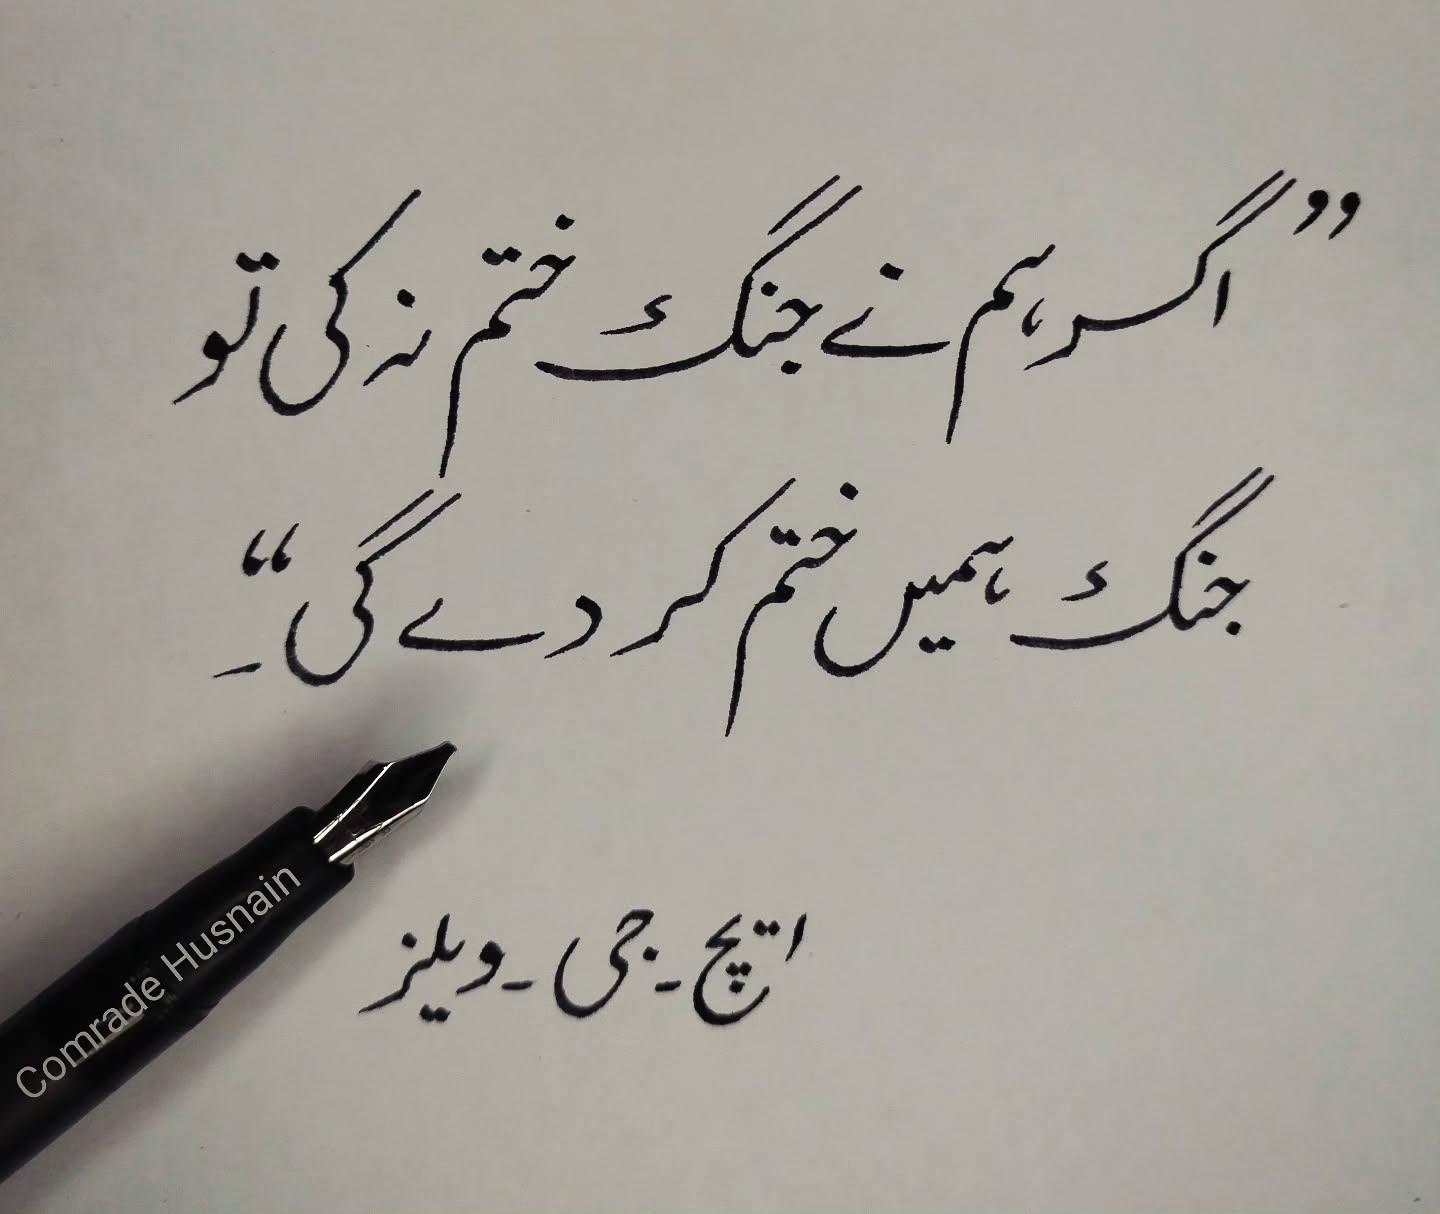 ”اگر ہم نے جنگ ختم نہ کی تو
جنگ ہمیں ختم کر دے گی۔“
ایچ۔جی۔ویلز
Comrade Husnain